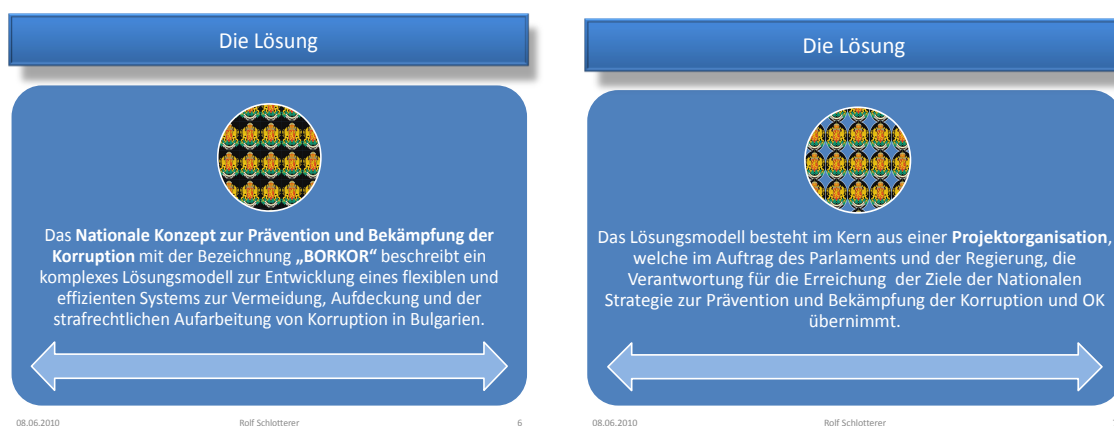 Die Lösung
Das Nationale Konzept zur Prävention und Bekämpfung der
Korruption mit der Bezeichnung „BORKOR“ beschreibt ein
komplexes Lösungsmodell zur Entwicklung eines flexiblen und
effizienten Systems zur Vermeidung, Aufdeckung und der
strafrechtlichen Aufarbeitung von Korruption in Bulgarien.
08.06.2010 Rolf Schlotterer 6
Die Lösung
Das Lösungsmodell besteht im Kern aus einer Projektorganisation,
welche im Auftrag des Parlaments und der Regierung, die
Verantwortung für die Erreichung der Ziele der Nationalen
Strategie zur Prävention und Bekämpfung der Korruption und OK
übernimmt.
08.06.2010 Rolf Schlotterer